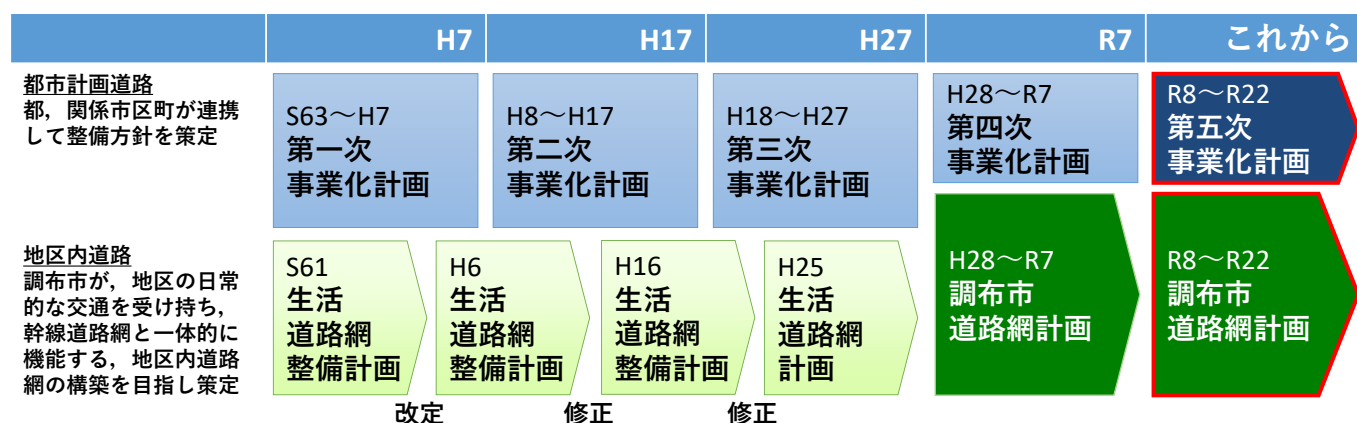 H7
H17
H27
R7
これから
都市計画道路
都，関係市区町が連携
して整備方針を策定
S63～H7
第一次
事業化計画
H8～H17
第二次
事業化計画
H18～H27
第三次
事業化計画
H28～R7
第四次
事業化計画
R8～R22
第五次
事業化計画
地区内道路
調布市が，地区の日常
的な交通を受け持ち，
幹線道路網と一体的に
機能する，地区内道路
網の構築を目指し策定
S61
生活
道路網
整備計画
H6
生活
道路網
整備計画
H16
生活
道路網
整備計画
H25
生活
道路網
計画
H28～R7
調布市
道路網計画
R8～R22
調布市
道路網計画
改定
修正
修正